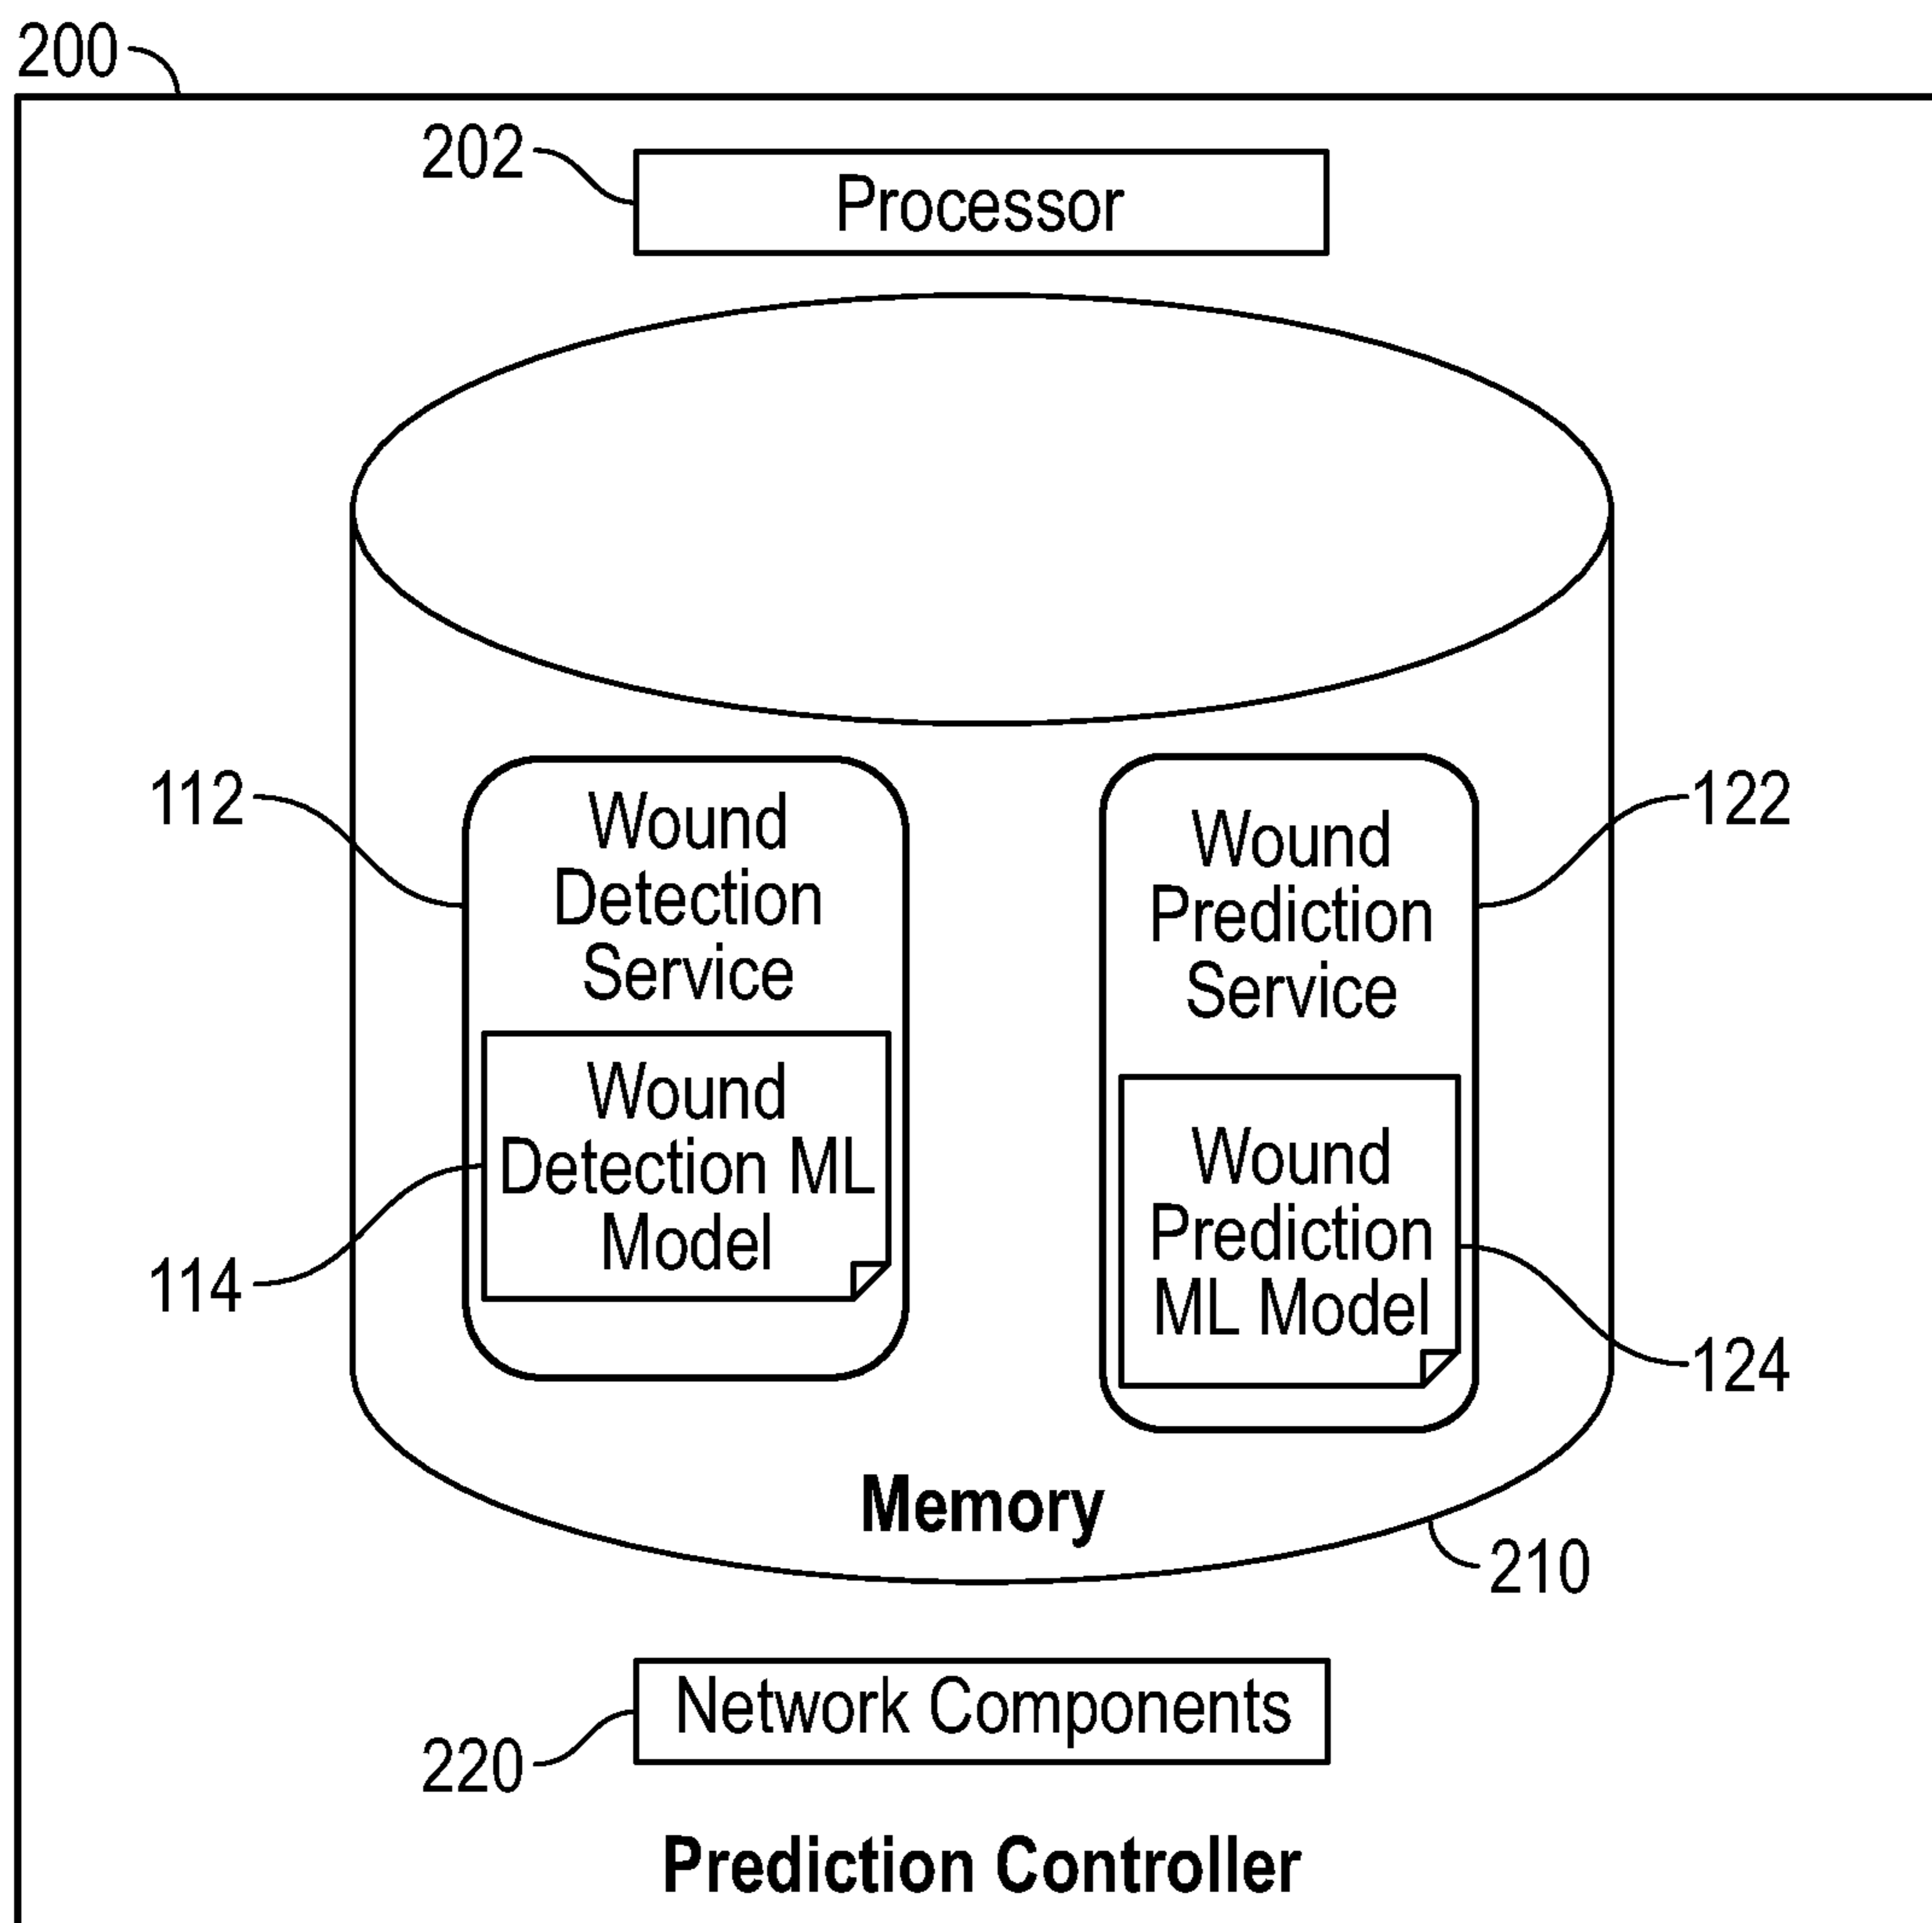 200
202
Processor
112
Wound
Detection
Service
122
Wound
Prediction
Service
114
Wound
Detection ML
Model
124
Wound
Prediction
ML Model
Memory
210
220
Network Components
Prediction Controller